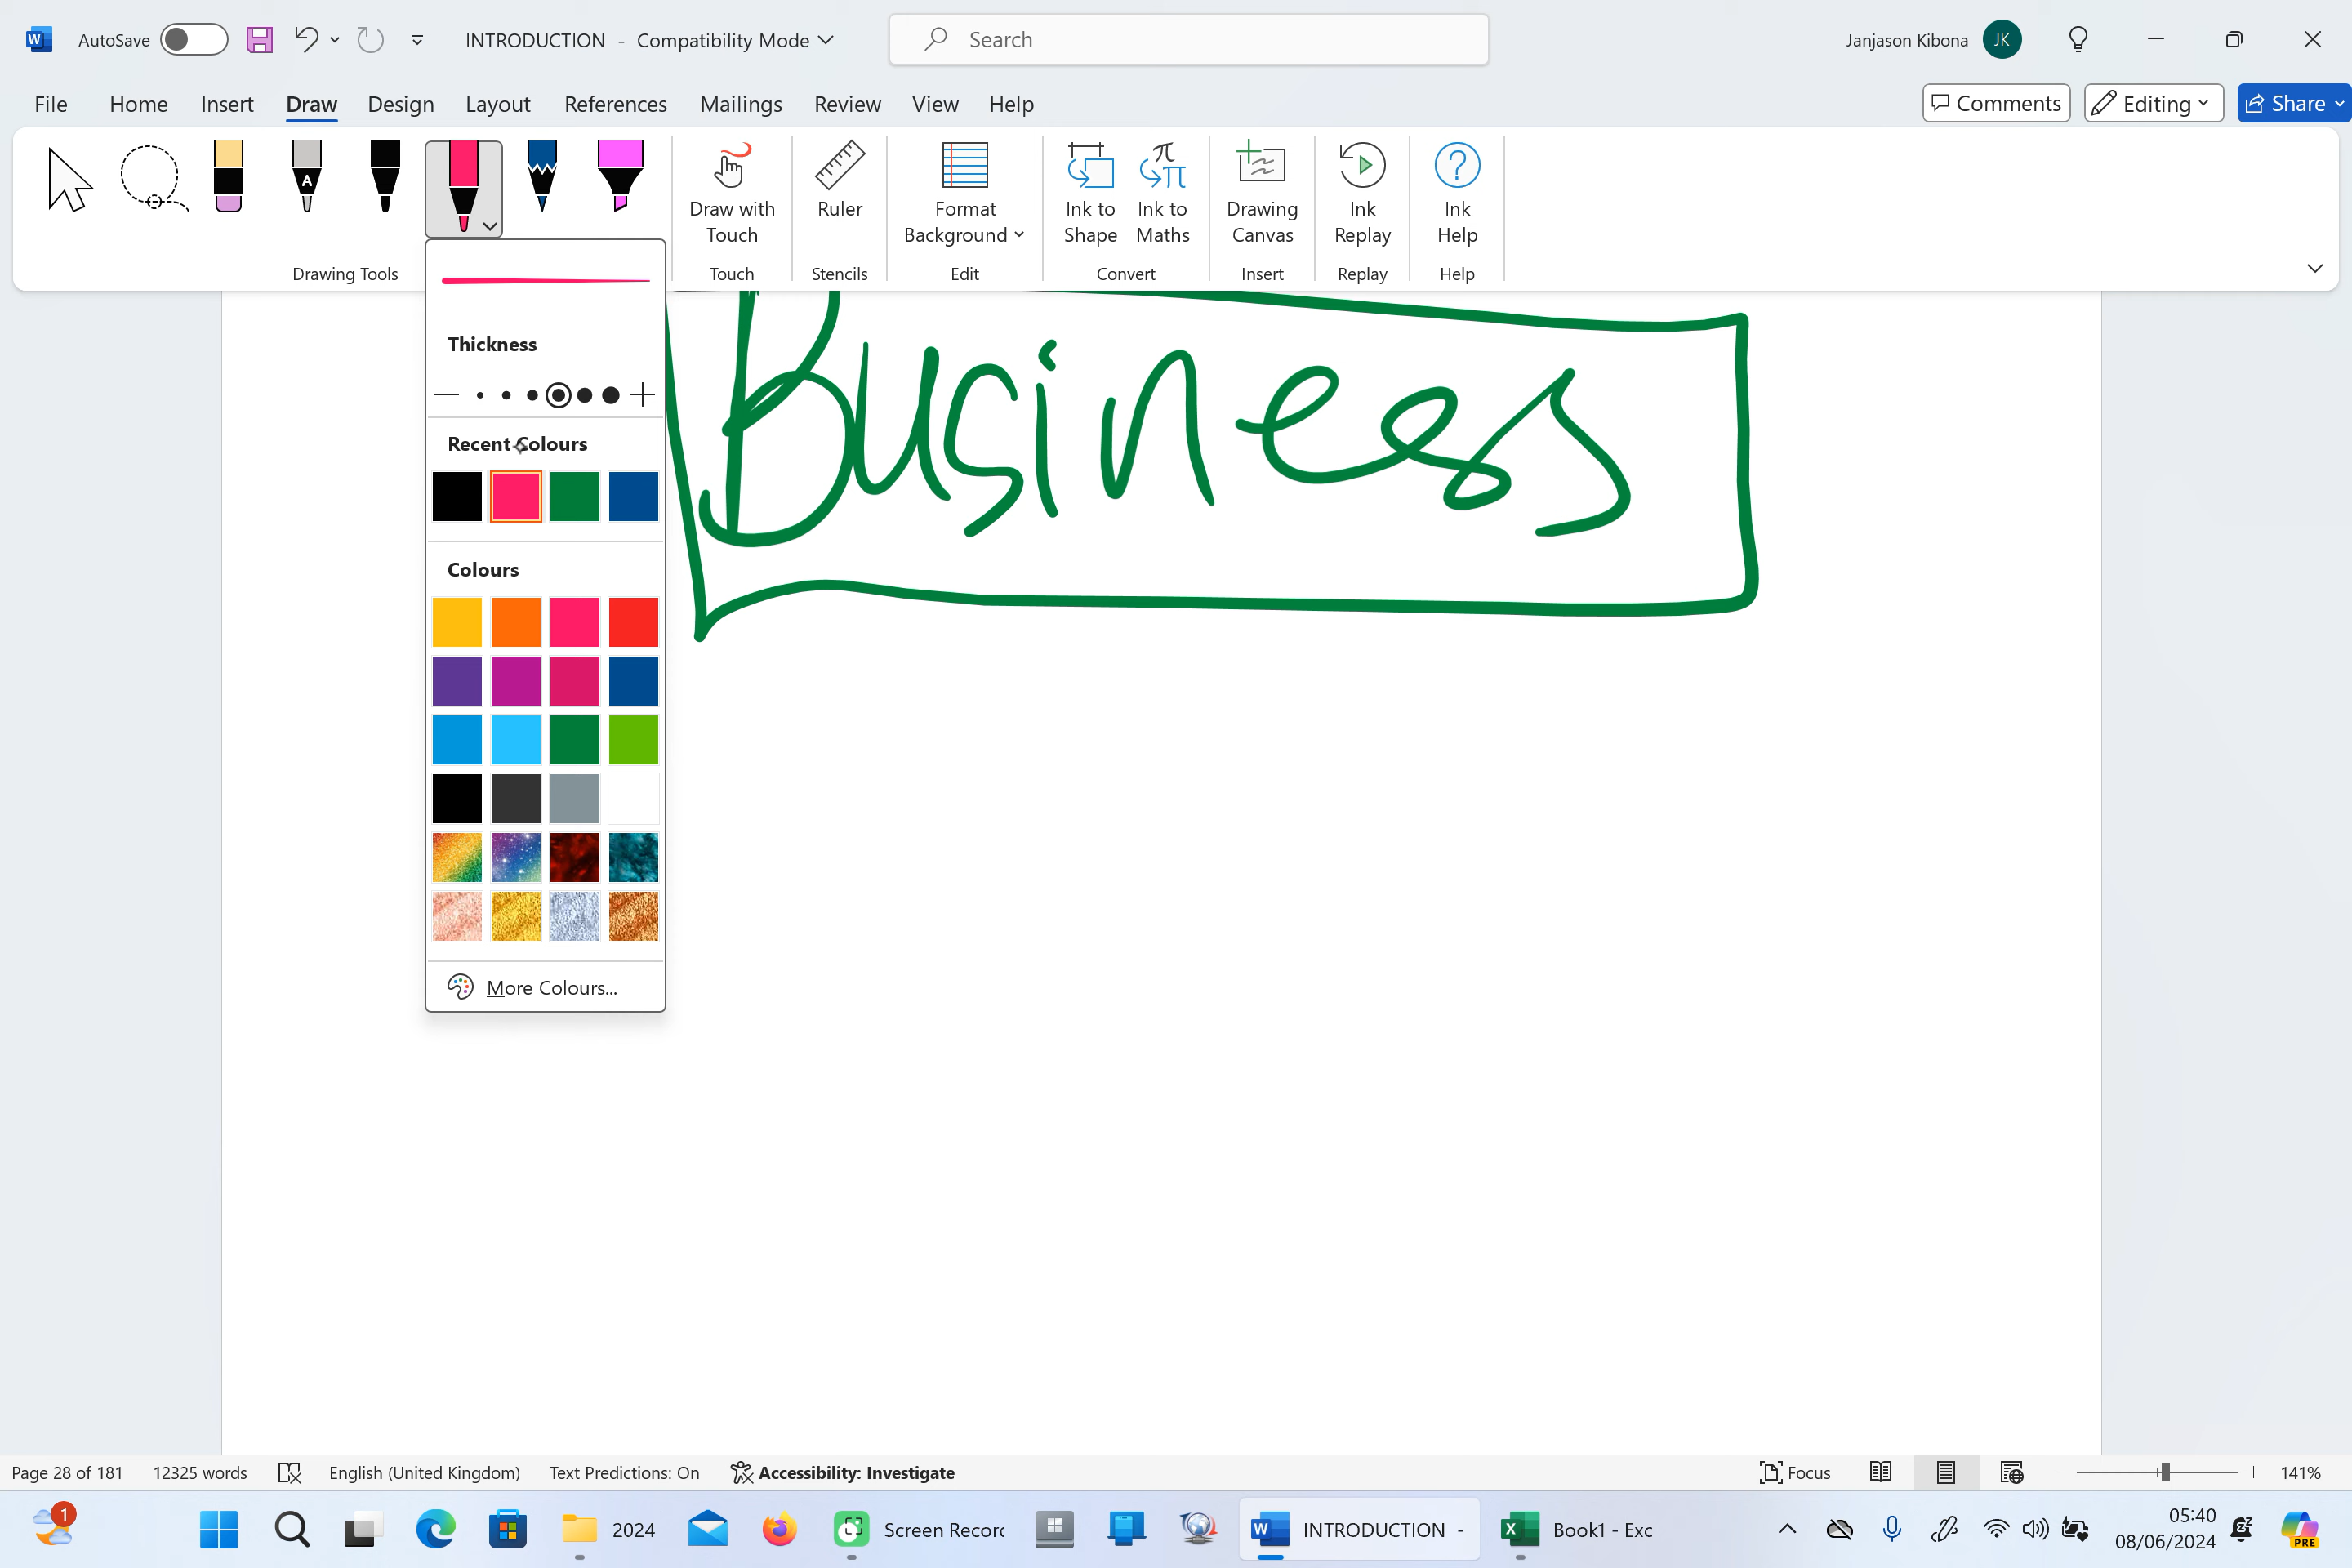 AutoSave
INTRODUCTION - Compatibility Mode
Search
Janjason Kibona JK
File Home Insert Draw Design Layout References Mailings Review View Help
Comments Editing Share
A
Draw with Touch
Ruler
Format Background
Ink to Shape
Ink to Maths
Drawing Canvas
Ink Replay
Ink Help
Drawing Tools Touch Stencils Edit Convert Insert Replay Help
Thickness
Recent Colours
Colours
More Colours...
Business
Page 28 of 181 12325 words English (United Kingdom) Text Predictions: On Accessibility: Investigate Focus 141%
1 2024 Screen Recorc INTRODUCTION - Book1 - Exc
05:40
08/06/2024
PRE